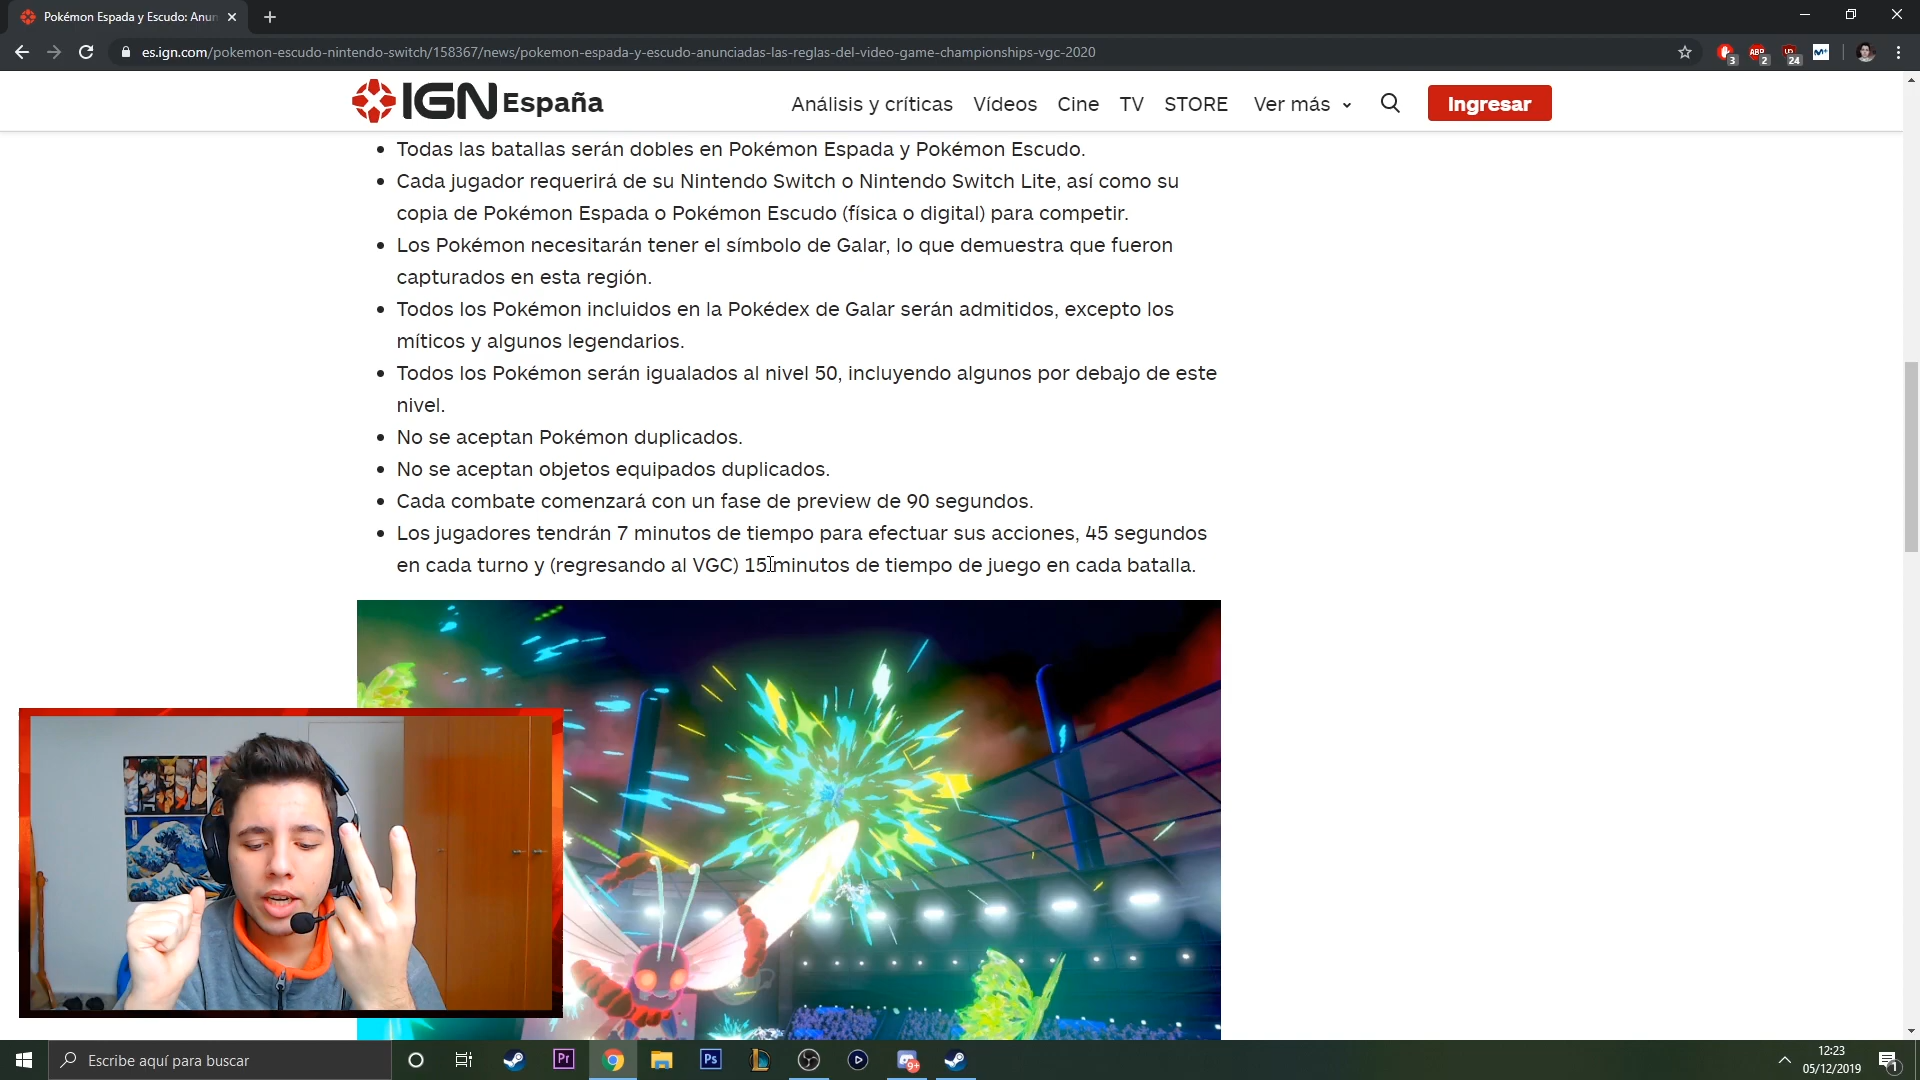 Pokémon Espada y Escudo: Anun
es.ign.com/pokemon-escudo-nintendo-switch/158367/news/pokemon-espada-y-escudo-anunciadas-las-reglas-del-video-game-championships-vgc-2020
3
ABP
2
24
IGN España
Análisis y críticas
Vídeos
Cine
TV
STORE
Ver más
Ingresar
• Todas las batallas serán dobles en Pokémon Espada y Pokémon Escudo.
• Cada jugador requerirá de su Nintendo Switch o Nintendo Switch Lite, así como su
copia de Pokémon Espada o Pokémon Escudo (física o digital) para competir.
• Los Pokémon necesitarán tener el símbolo de Galar, lo que demuestra que fueron
capturados en esta región.
• Todos los Pokémon incluidos en la Pokédex de Galar serán admitidos, excepto los
míticos y algunos legendarios.
• Todos los Pokémon serán igualados al nivel 50, incluyendo algunos por debajo de este
nivel.
• No se aceptan Pokémon duplicados.
• No se aceptan objetos equipados duplicados.
• Cada combate comenzará con un fase de preview de 90 segundos.
• Los jugadores tendrán 7 minutos de tiempo para efectuar sus acciones, 45 segundos
en cada turno y (regresando al VGC) 15 minutos de tiempo de juego en cada batalla.
Escribe aquí para buscar
Pr
Ps
L
9+
12:23
05/12/2019
1